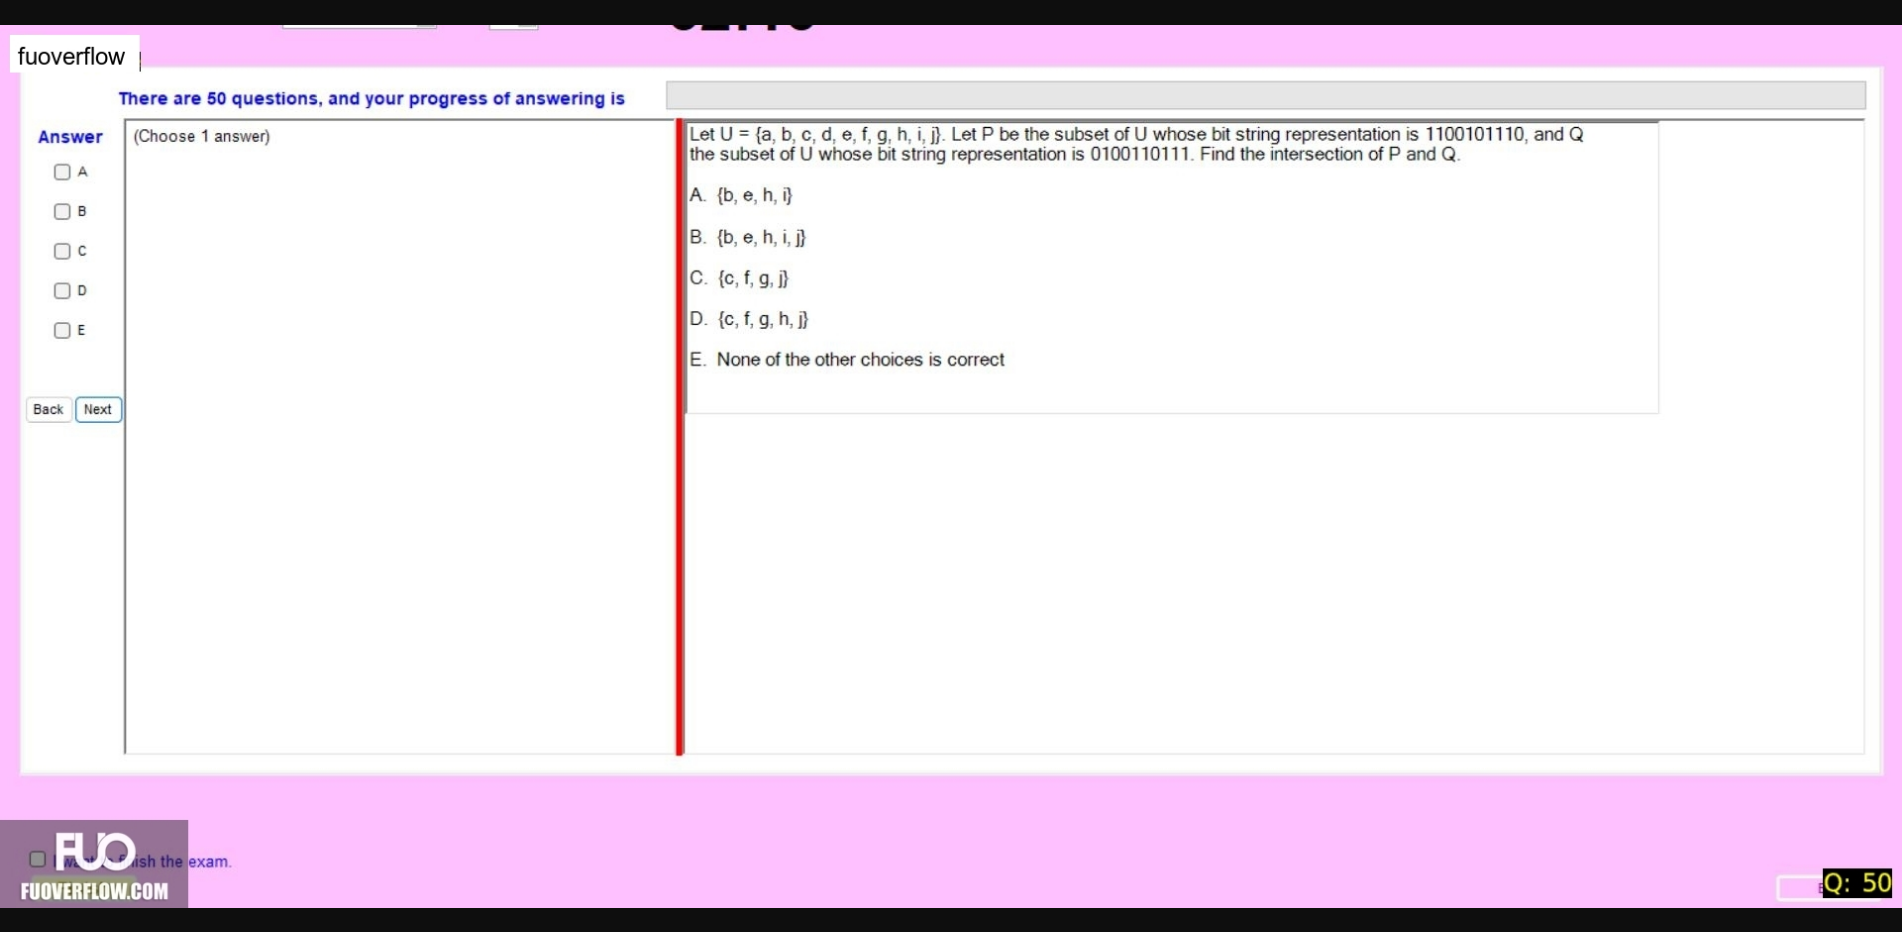 fuoverflow
There are 50 questions, and your progress of answering is
Answer
(Choose 1 answer)
A
B
C
D
E
Back Next
Let U = {a, b, c, d, e, f, g, h, i, j}. Let P be the subset of U whose bit string representation is 1100101110, and Q
the subset of U whose bit string representation is 0100110111. Find the intersection of P and Q.
A. {b, e, h, i}
B. {b, e, h, i, j}
C. {c, f, g, j}
D. {c, f, g, h, j}
E. None of the other choices is correct
FUO
finish the exam.
FUOVERFLOW.COM
Q: 50